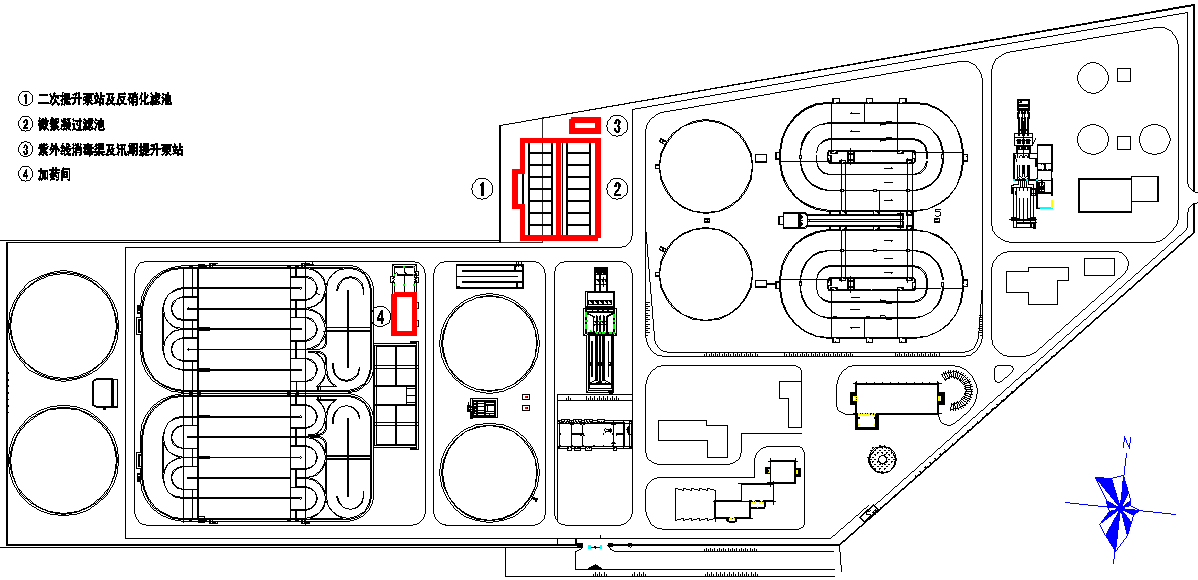 ① 二次提升泵站及反硝化滤池
② 微絮凝过滤池
③ 紫外线消毒渠及汛期提升泵站
④ 加药间
③
①
②
④
N